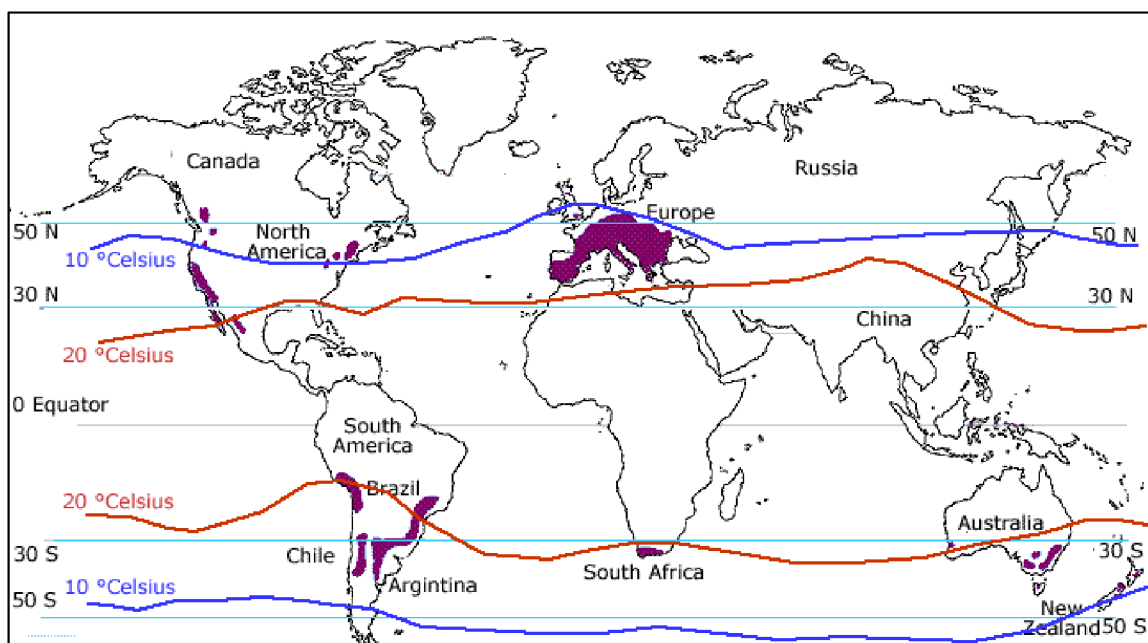 Canada
Russia
Europe
50 N
North
America
50 N
10 °Celsius
30 N
30 N
China
20 °Celsius
0 Equator
South
America
20 °Celsius
Brazil
Australia
30 S
Chile
30 S
South Africa
10 °Celsius
Argintina
50 S
New
Zealand
50 S